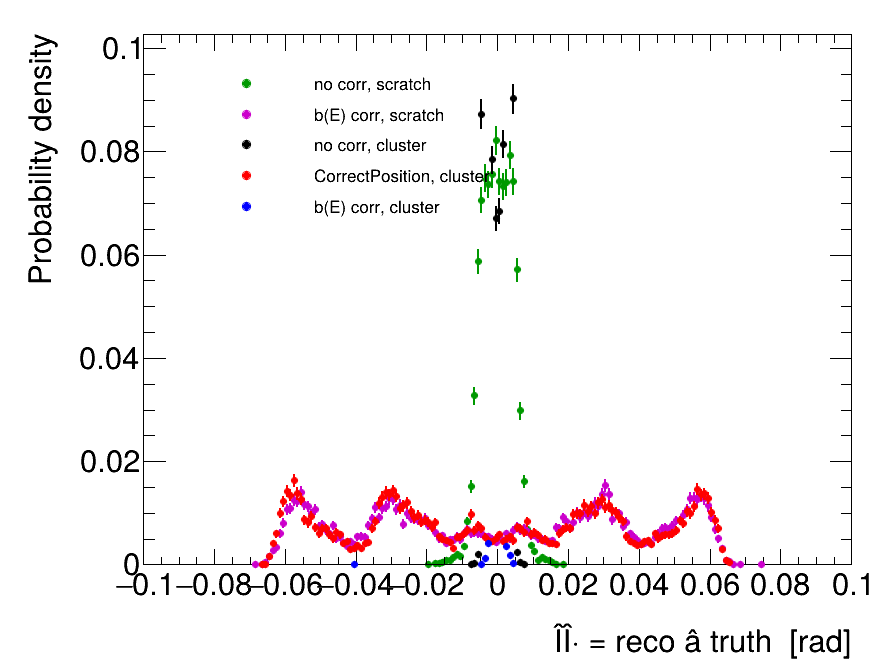 Probability density
0.1
0.08
0.06
0.04
0.02
0
no corr, scratch
b(E) corr, scratch
no corr, cluster
CorrectPosition, cluster
b(E) corr, cluster
−0.1 −0.08 −0.06 −0.04 −0.02 0 0.02 0.04 0.06 0.08 0.1
ÎÎ· = reco â truth [rad]